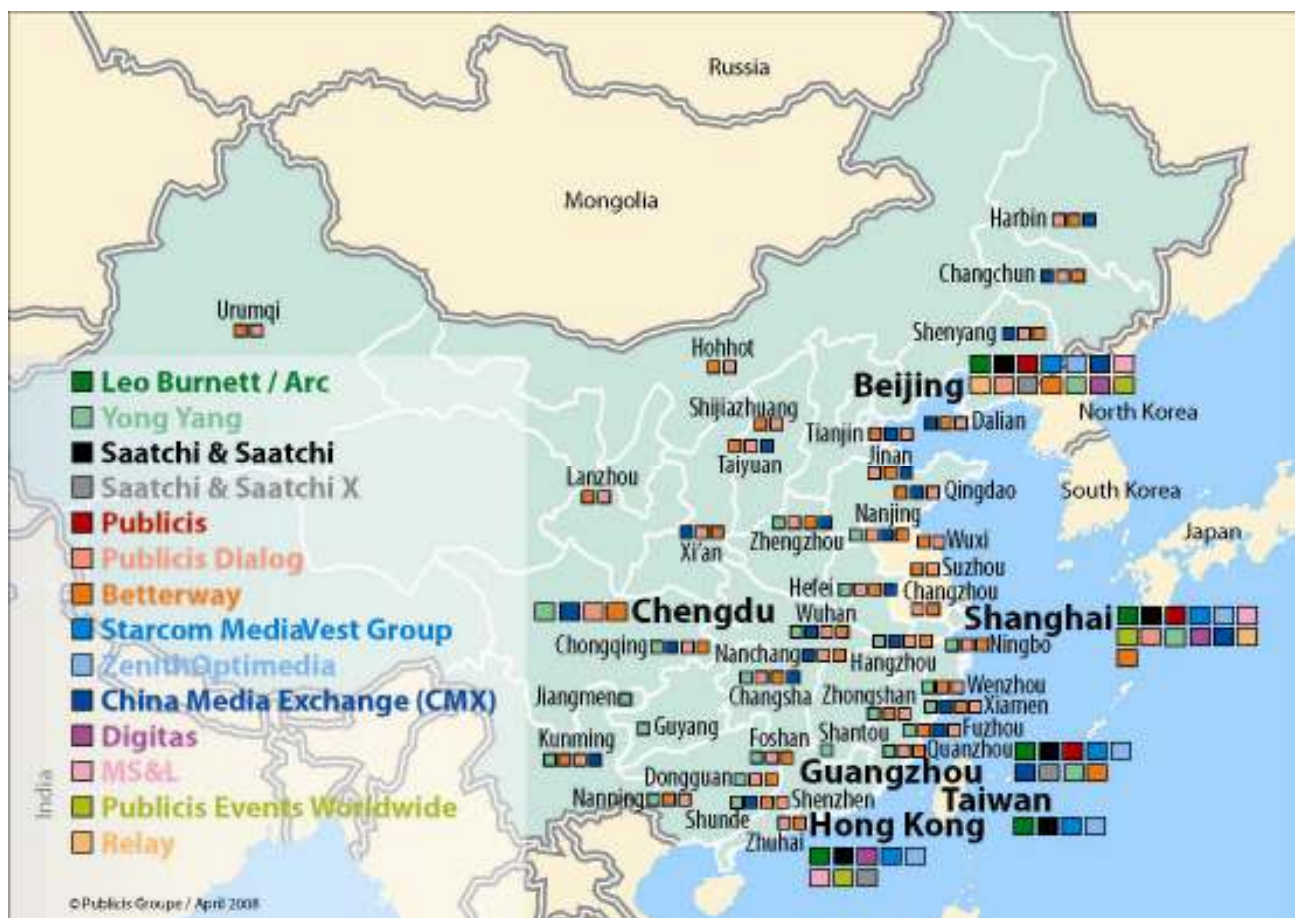 Russia
Mongolia
Harbin
Changchun
Urumqi
Shenyang
Hohhot
Beijing
North Korea
Shijiazhuang
Dalian
Tianjin
Taiyuan
Jinan
Lanzhou
South Korea
Qingdao
Nanjing
Japan
Zhengzhou
Xi'an
Wuxi
Suzhou
Hefei
Changzhou
Chengdu
Wuhan
Shanghai
Chongqing
Nanchang
Hangzhou
Ningbo
Jiangmen
Changsha
Zhongshan
Wenzhou
Xiamen
Guyang
Shantou
Fuzhou
Kunming
Foshan
Quanzhou
Guangzhou
Dongguan
Nanning
Shenzhen
Taiwan
Shunde
Zhuhai
Hong Kong
Leo Burnett / Arc
Yong Yang
Saatchi & Saatchi
Saatchi & Saatchi X
Publicis
Publicis Dialog
Betterway
Starcom MediaVest Group
ZenithOptimedia
China Media Exchange (CMX)
Digitas
MS&L
Publicis Events Worldwide
Relay
India
© Publicis Groupe / April 2008